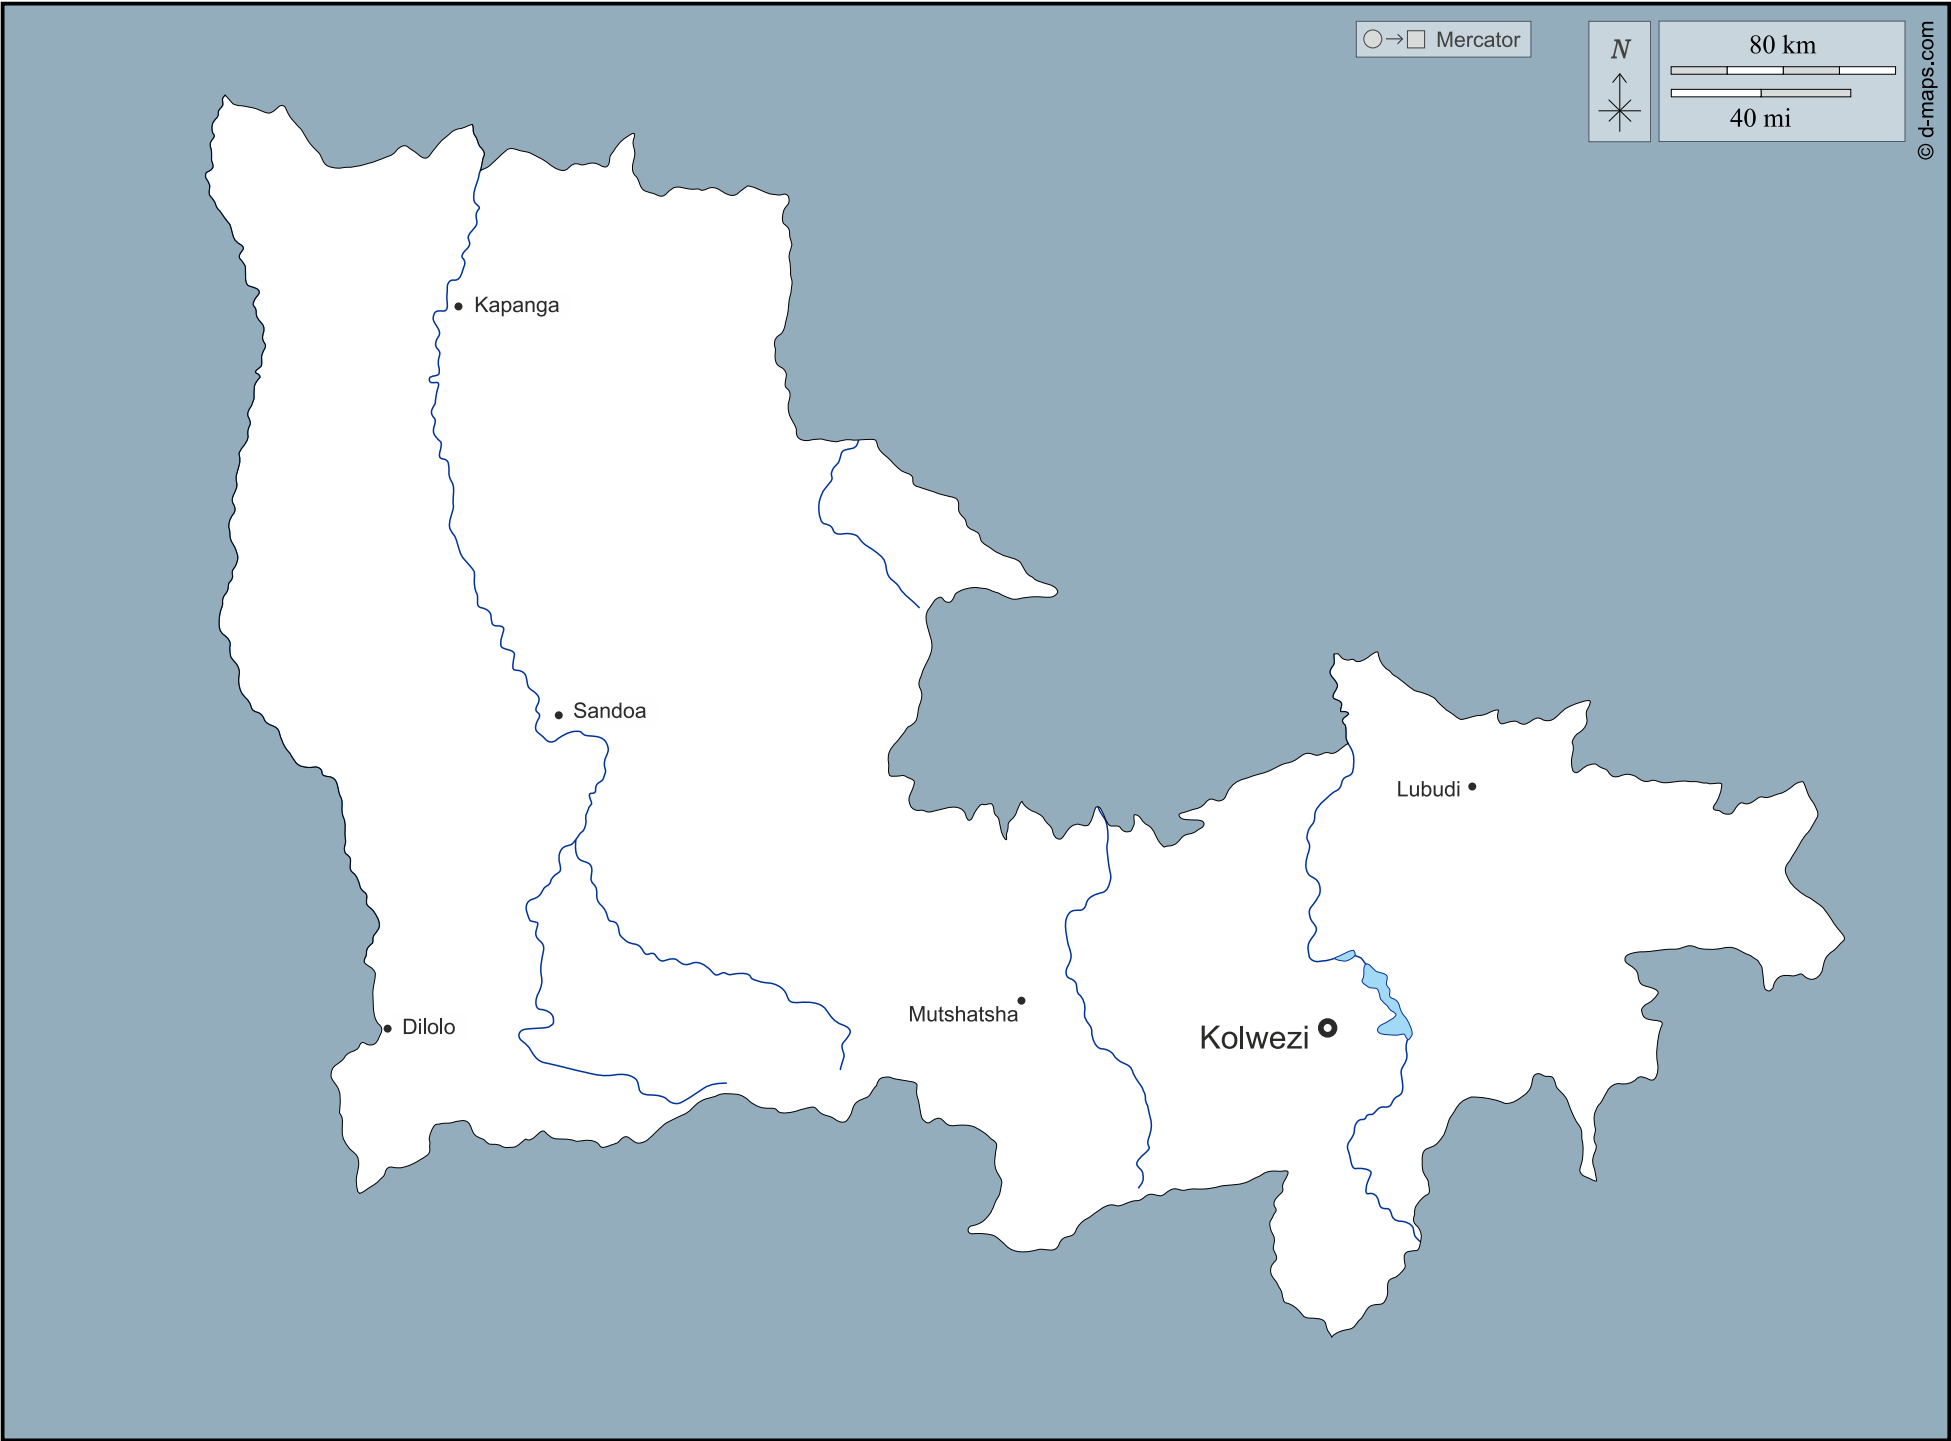 Mercator
N
80 km
40 mi
© d-maps.com
Kapanga
Sandoa
Lubudi
Mutshatsha
Dilolo
Kolwezi